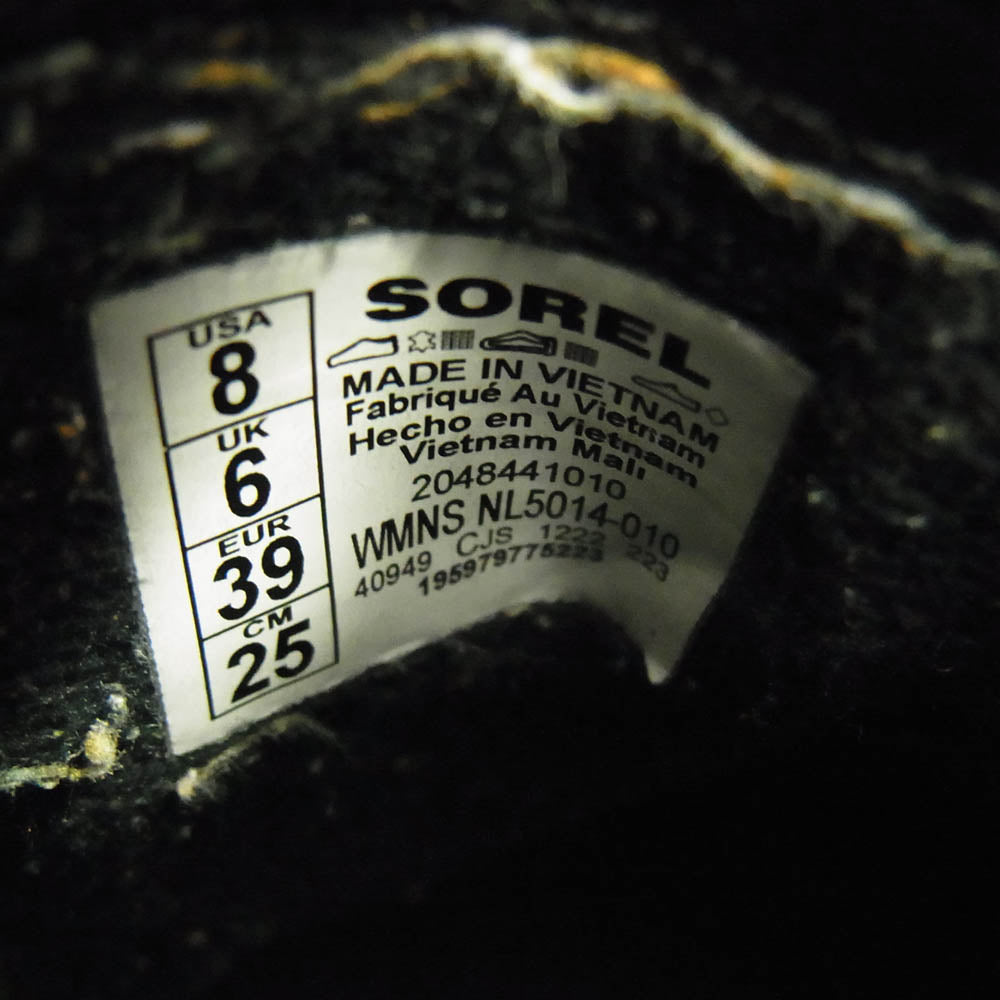 USA
8
UK
6
EUR
39
CM
25
SOREL
MADE IN VIETNAM
Fabriqué Au Vietnam
Hecho en Vietnam
Vietnam Malı
2048441010
WMNS NL5014-010
40949 CJS 1222 223
195979775223